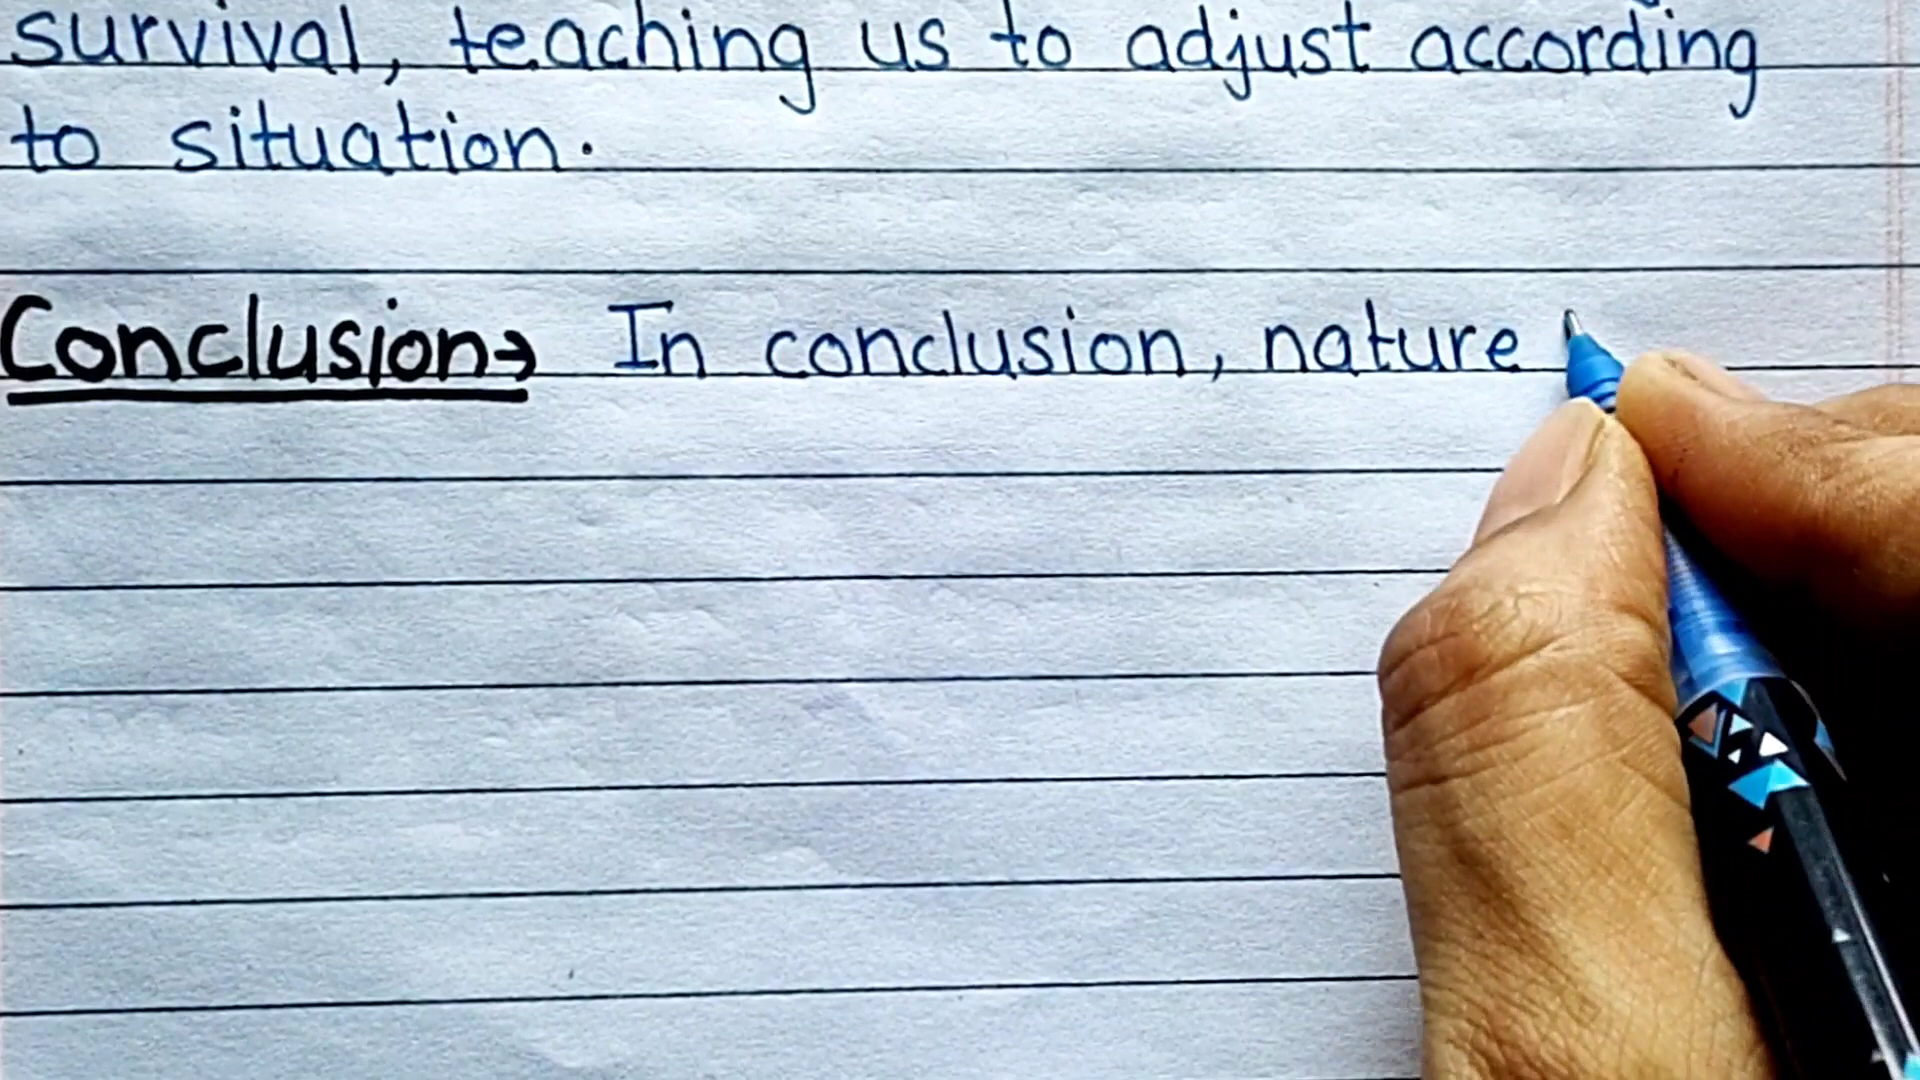 survival, teaching us to adjust according
to situation.
Conclusion→ In conclusion, nature